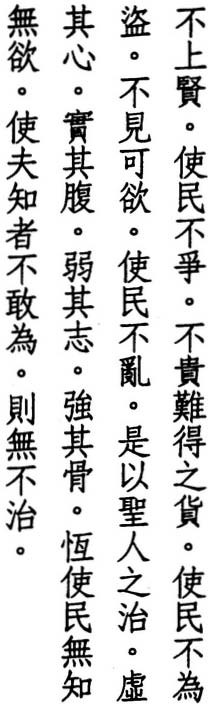 不上賢。使民不爭。不貴難得之貨。使民不為
盜。不見可欲。使民不亂。是以聖人之治。虛
其心。實其腹。弱其志。強其骨。恆使民無知
無欲。使夫知者不敢為。則無不治。